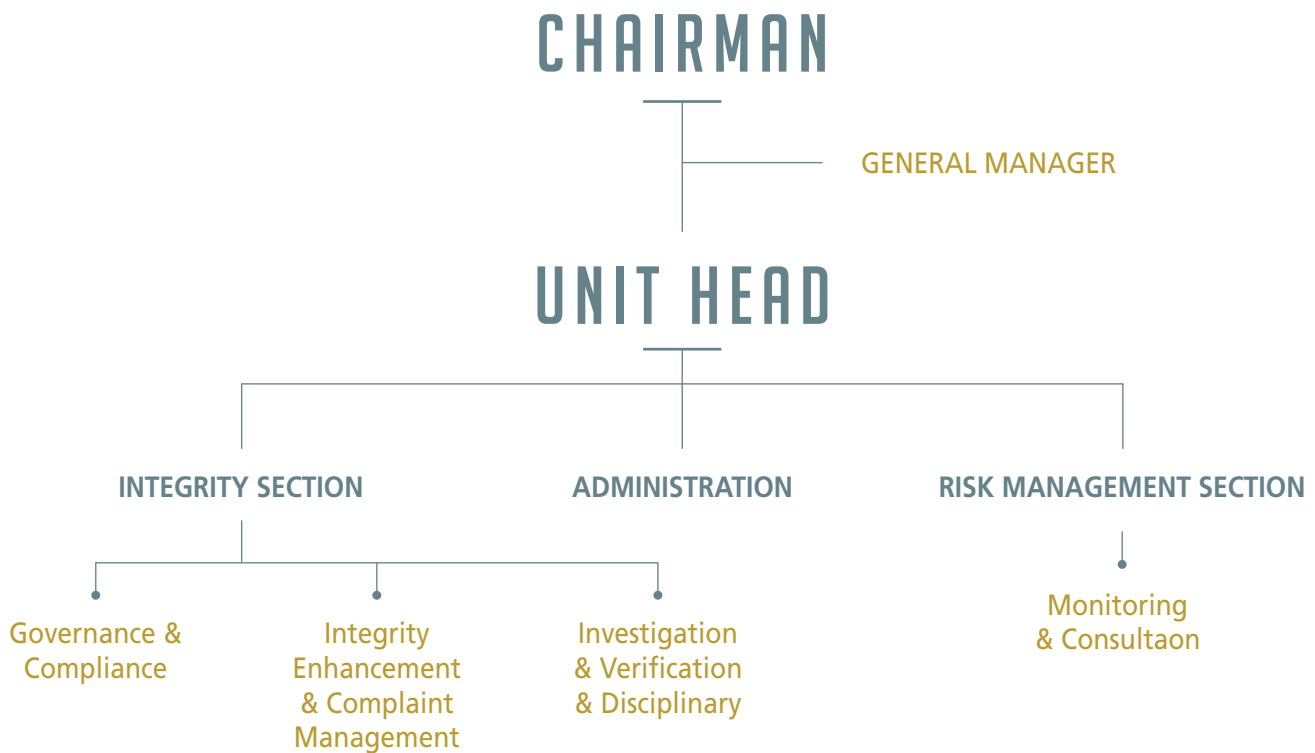 CHAIRMAN
GENERAL MANAGER
UNIT HEAD
INTEGRITY SECTION
ADMINISTRATION
RISK MANAGEMENT SECTION
Governance &
Compliance
Integrity
Enhancement
& Complaint
Management
Investigation
& Verification
& Disciplinary
Monitoring
& Consultaon